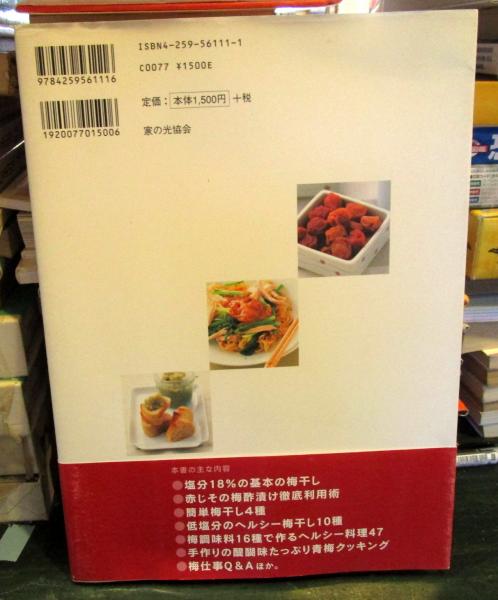 ISBN4-259-56111-1
C0077 ¥1500E
9784259561116
定価：本体1,500円+税
1920077015006
家の光協会
本書の主な内容
●塩分18%の基本の梅干し
●赤じその梅酢漬け徹底利用術
●簡単梅干し4種
●低塩分のヘルシー梅干し10種
●梅調味料16種で作るヘルシー料理47
●手作りの醍醐味たっぷり青梅クッキング
●梅仕事Q&Aほか。